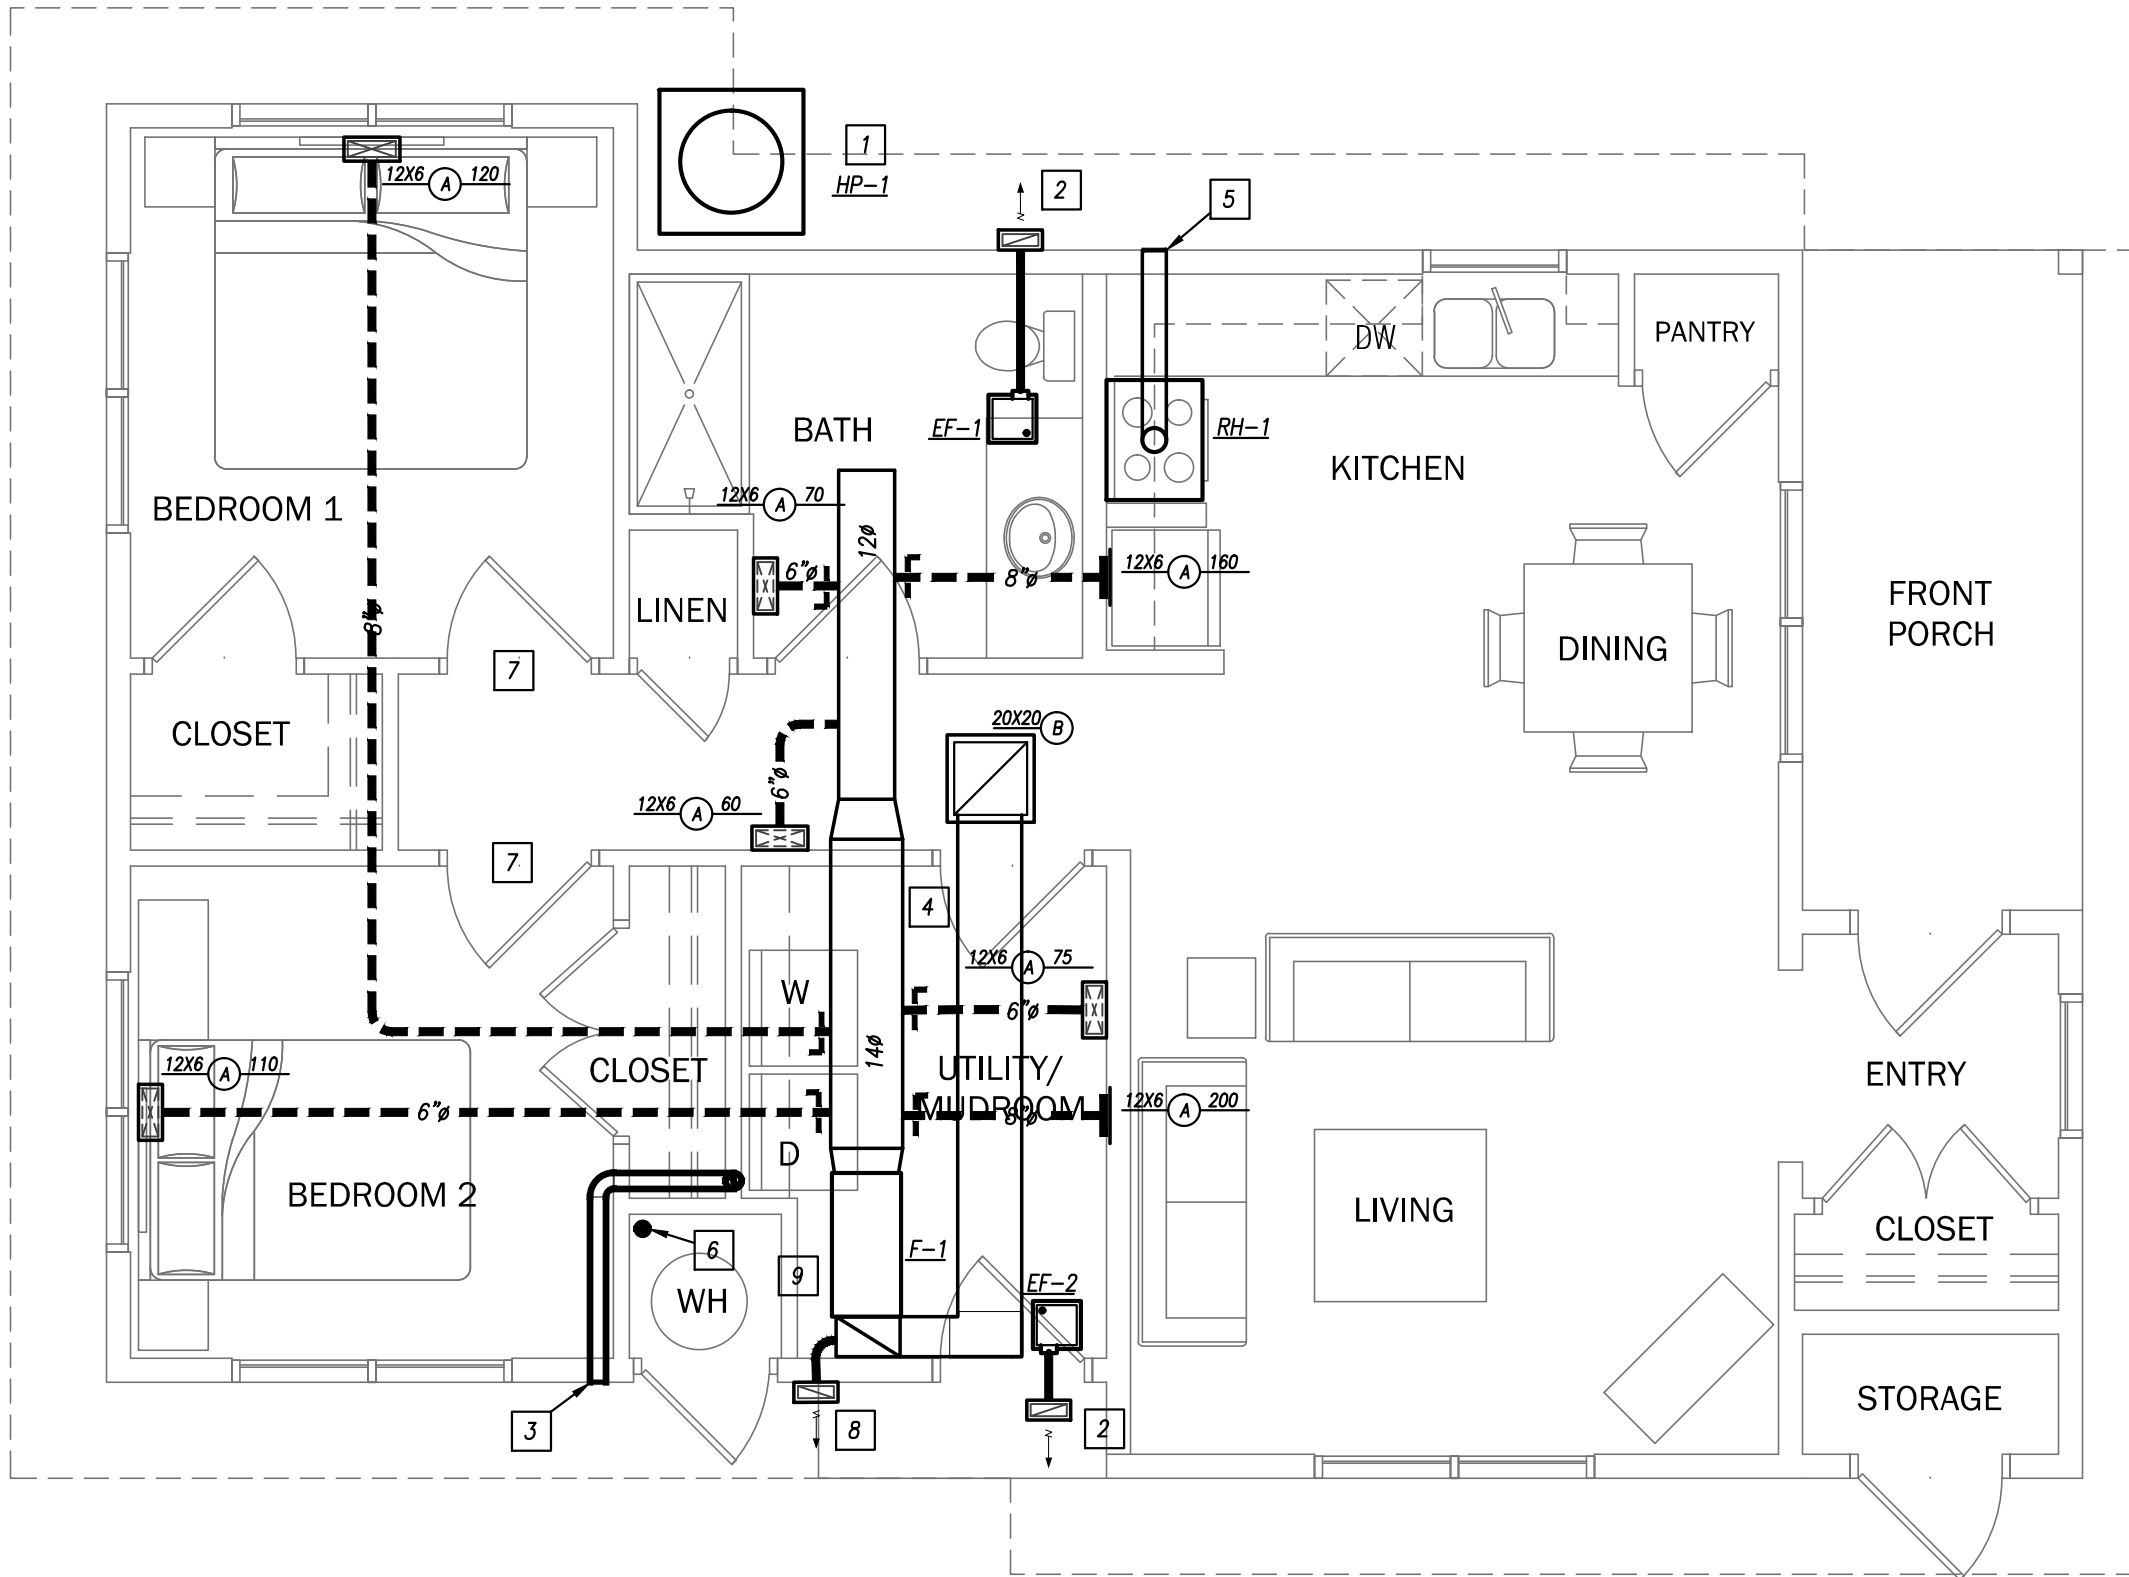 1
HP-1
12X6 A 120
2
5
PANTRY
DW
BATH
EF-1
RH-1
KITCHEN
BEDROOM 1
12X6 A 70
12ø
6"ø
8"ø
12X6 A 160
LINEN
8"ø
FRONT
PORCH
DINING
7
CLOSET
20X20 B
6"ø
12X6 A 60
7
4
12X6 A 75
W
6"ø
14ø
CLOSET
UTILITY/
MUDROOM
12X6 A 110
6"ø
8"ø
12X6 A 200
ENTRY
D
BEDROOM 2
LIVING
CLOSET
6
F-1
9
EF-2
WH
STORAGE
3
8
2